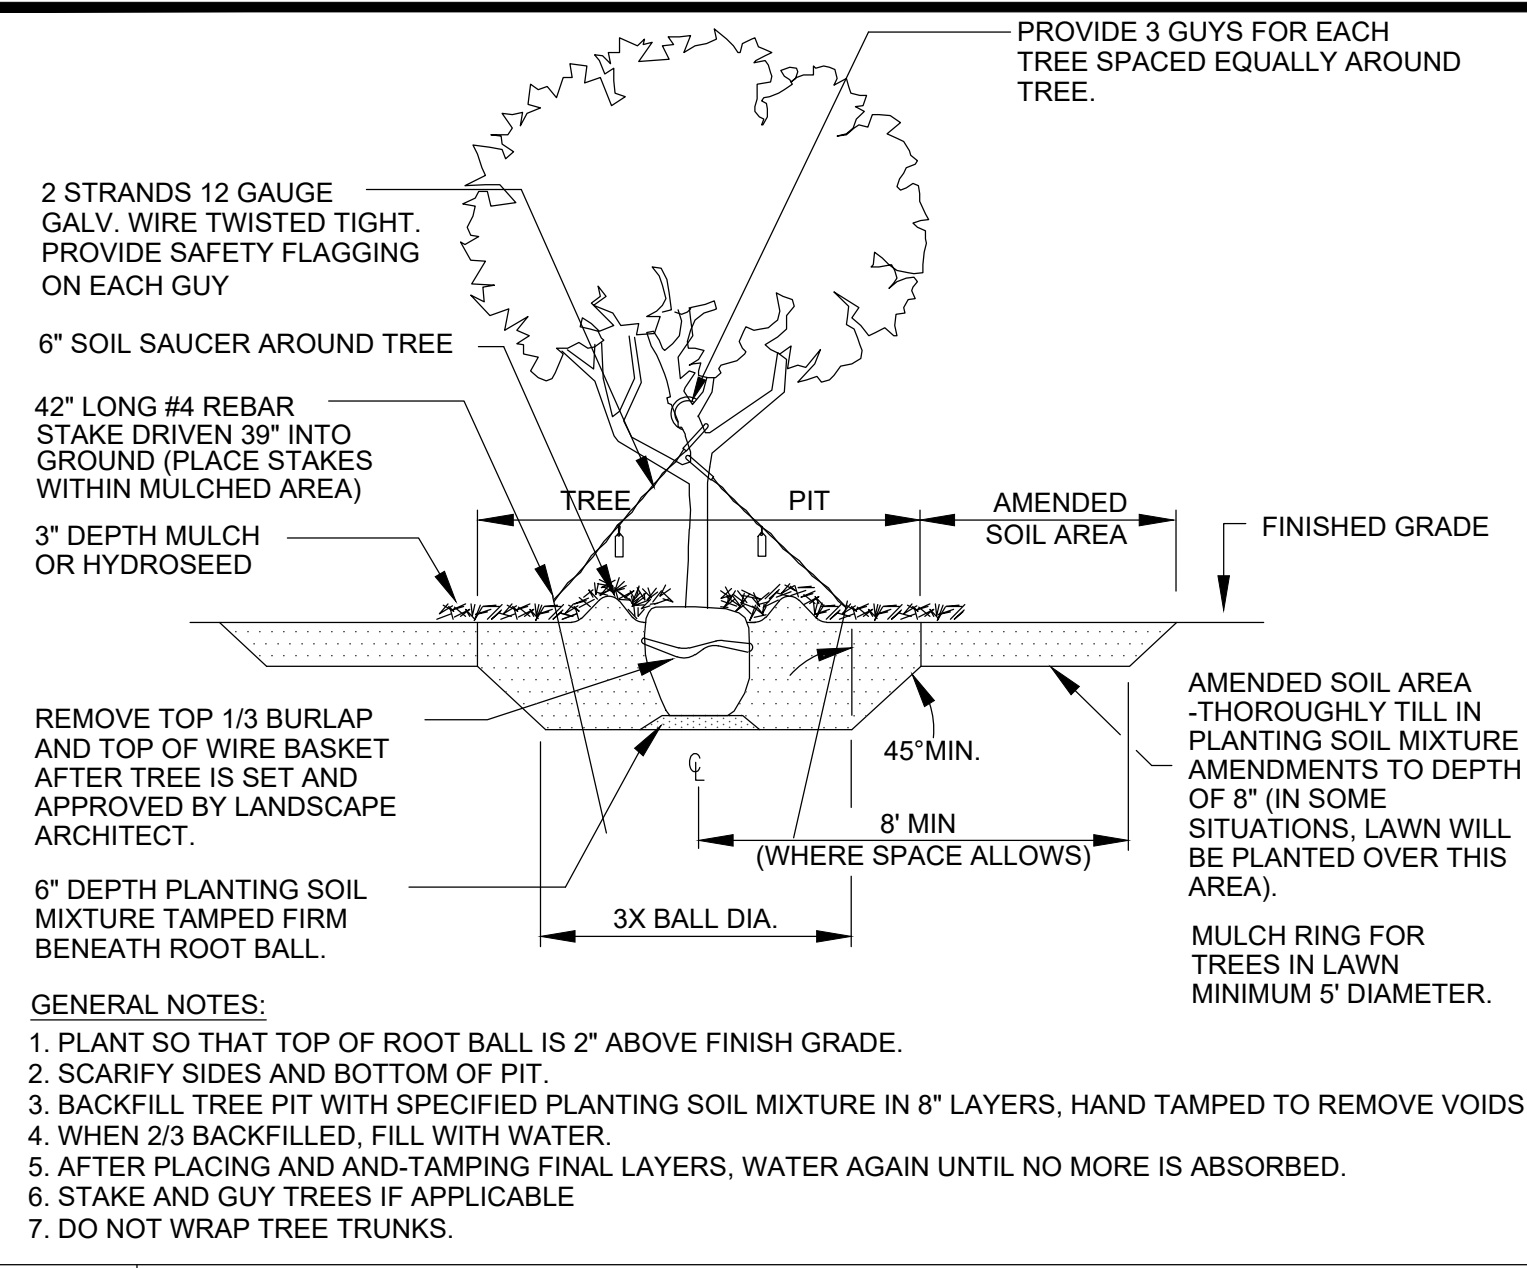 PROVIDE 3 GUYS FOR EACH
TREE SPACED EQUALLY AROUND
TREE.
2 STRANDS 12 GAUGE
GALV. WIRE TWISTED TIGHT.
PROVIDE SAFETY FLAGGING
ON EACH GUY
6" SOIL SAUCER AROUND TREE
42" LONG #4 REBAR
STAKE DRIVEN 39" INTO
GROUND (PLACE STAKES
WITHIN MULCHED AREA)
3" DEPTH MULCH
OR HYDROSEED
TREE PIT
AMENDED
SOIL AREA
FINISHED GRADE
REMOVE TOP 1/3 BURLAP
AND TOP OF WIRE BASKET
AFTER TREE IS SET AND
APPROVED BY LANDSCAPE
ARCHITECT.
6" DEPTH PLANTING SOIL
MIXTURE TAMPED FIRM
BENEATH ROOT BALL.
45°MIN.
℄
8' MIN
(WHERE SPACE ALLOWS)
3X BALL DIA.
AMENDED SOIL AREA
-THOROUGHLY TILL IN
PLANTING SOIL MIXTURE
AMENDMENTS TO DEPTH
OF 8" (IN SOME
SITUATIONS, LAWN WILL
BE PLANTED OVER THIS
AREA).
MULCH RING FOR
TREES IN LAWN
MINIMUM 5' DIAMETER.
GENERAL NOTES:
1. PLANT SO THAT TOP OF ROOT BALL IS 2" ABOVE FINISH GRADE.
2. SCARIFY SIDES AND BOTTOM OF PIT.
3. BACKFILL TREE PIT WITH SPECIFIED PLANTING SOIL MIXTURE IN 8" LAYERS, HAND TAMPED TO REMOVE VOIDS
4. WHEN 2/3 BACKFILLED, FILL WITH WATER.
5. AFTER PLACING AND AND-TAMPING FINAL LAYERS, WATER AGAIN UNTIL NO MORE IS ABSORBED.
6. STAKE AND GUY TREES IF APPLICABLE
7. DO NOT WRAP TREE TRUNKS.